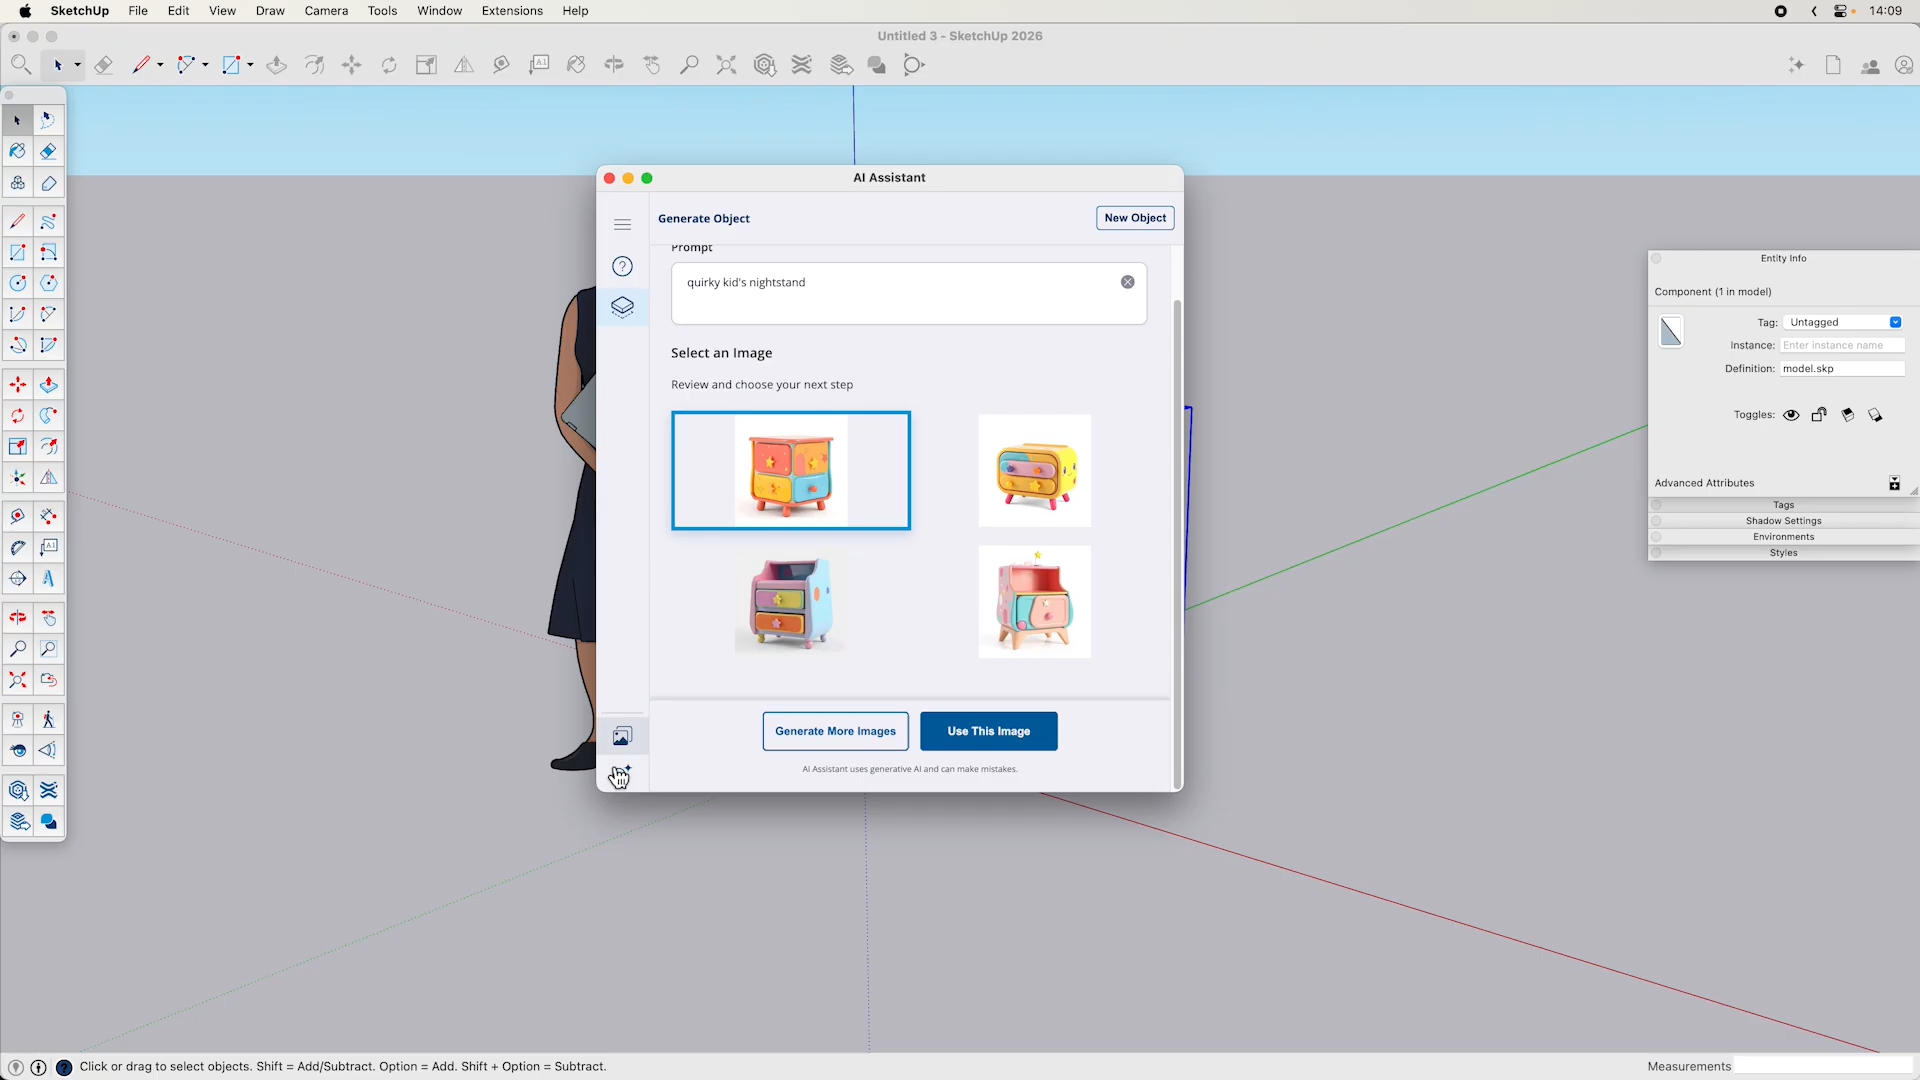 SketchUp File Edit View Draw Camera Tools Window Extensions Help 14:09
Untitled 3 - SketchUp 2026
AI Assistant
Generate Object
New Object
Prompt
quirky kid's nightstand
Select an Image
Review and choose your next step
Generate More Images
Use This Image
AI Assistant uses generative AI and can make mistakes.
Entity Info
Component (1 in model)
Tag: Untagged
Instance: Enter instance name
Definition: model.skp
Toggles:
Advanced Attributes
Tags
Shadow Settings
Environments
Styles
Click or drag to select objects. Shift = Add/Subtract. Option = Add. Shift + Option = Subtract.
Measurements